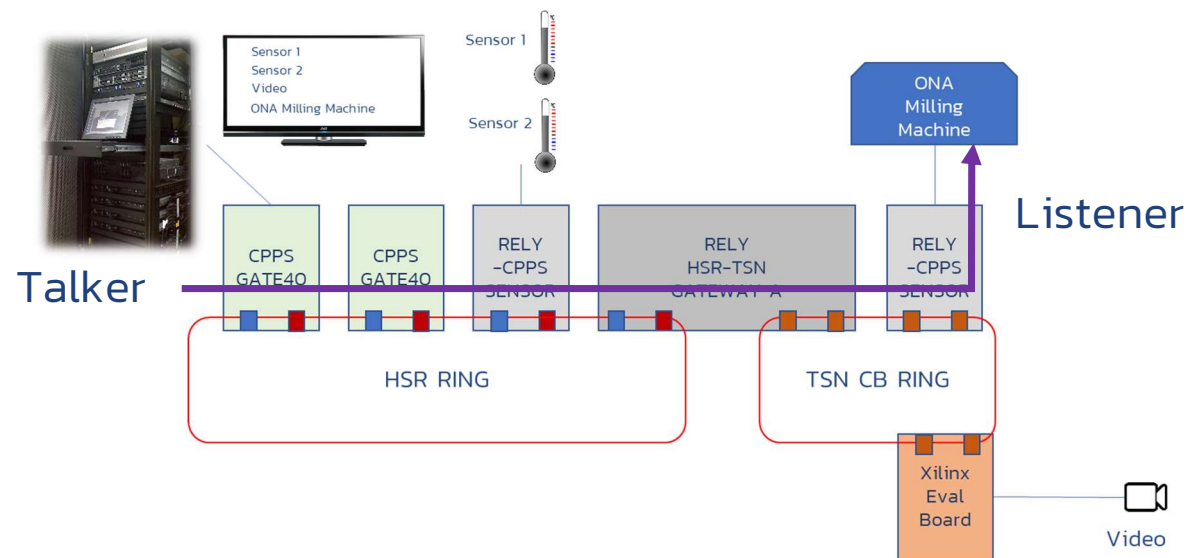 Sensor 1
Sensor 2
Video
ONA Milling Machine
Sensor 1
Sensor 2
ONA
Milling
Machine
Listener
Talker
CPPS
GATE40
CPPS
GATE40
RELY
-CPPS
SENSOR
RELY
HSR-TSN
GATEWAY A
RELY
-CPPS
SENSOR
HSR RING
TSN CB RING
Xilinx
Eval
Board
Video